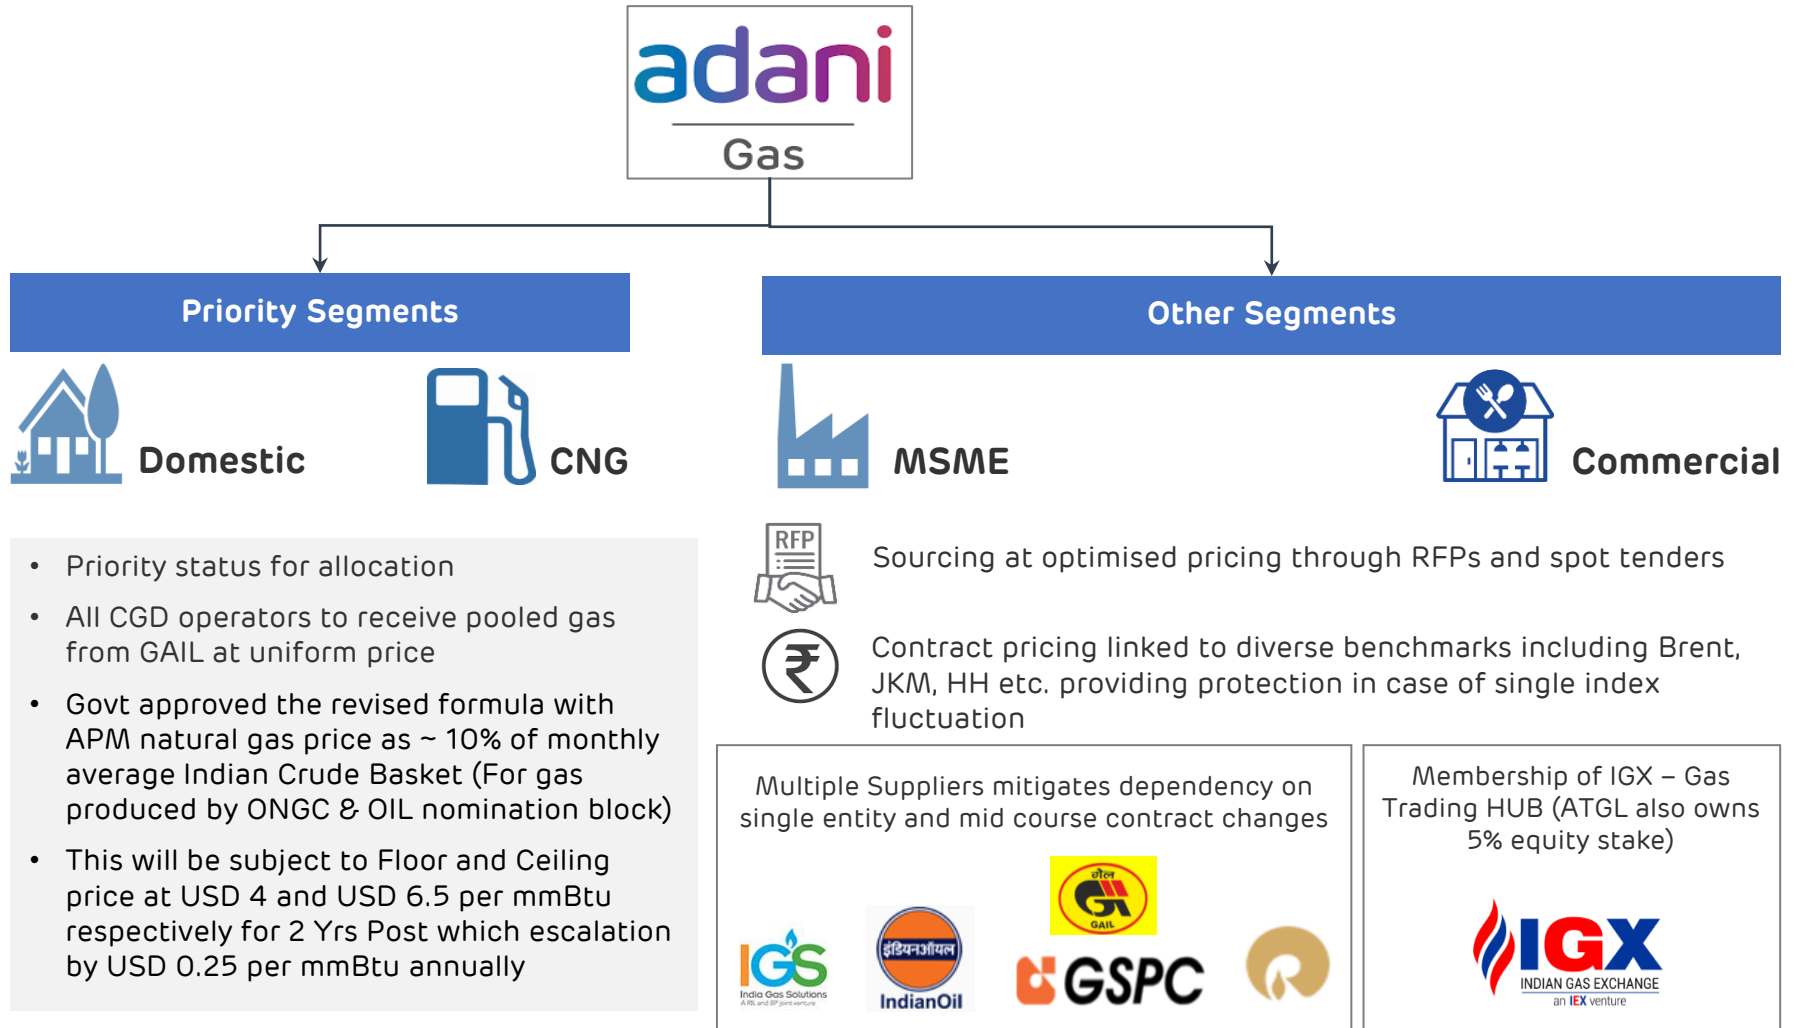 adani
Gas
Priority Segments
Other Segments
Domestic
CNG
MSME
Commercial
• Priority status for allocation
• All CGD operators to receive pooled gas
from GAIL at uniform price
• Govt approved the revised formula with
APM natural gas price as ~ 10% of monthly
average Indian Crude Basket (For gas
produced by ONGC & OIL nomination block)
• This will be subject to Floor and Ceiling
price at USD 4 and USD 6.5 per mmBtu
respectively for 2 Yrs Post which escalation
by USD 0.25 per mmBtu annually
RFP
Sourcing at optimised pricing through RFPs and spot tenders
₹
Contract pricing linked to diverse benchmarks including Brent,
JKM, HH etc. providing protection in case of single index
fluctuation
Multiple Suppliers mitigates dependency on
single entity and mid course contract changes
IGS
India Gas Solutions
A RIL and BP joint venture
इंडियनऑयल
IndianOil
गेल
GAIL
GSPC
Membership of IGX – Gas
Trading HUB (ATGL also owns
5% equity stake)
IGX
INDIAN GAS EXCHANGE
an IEX venture